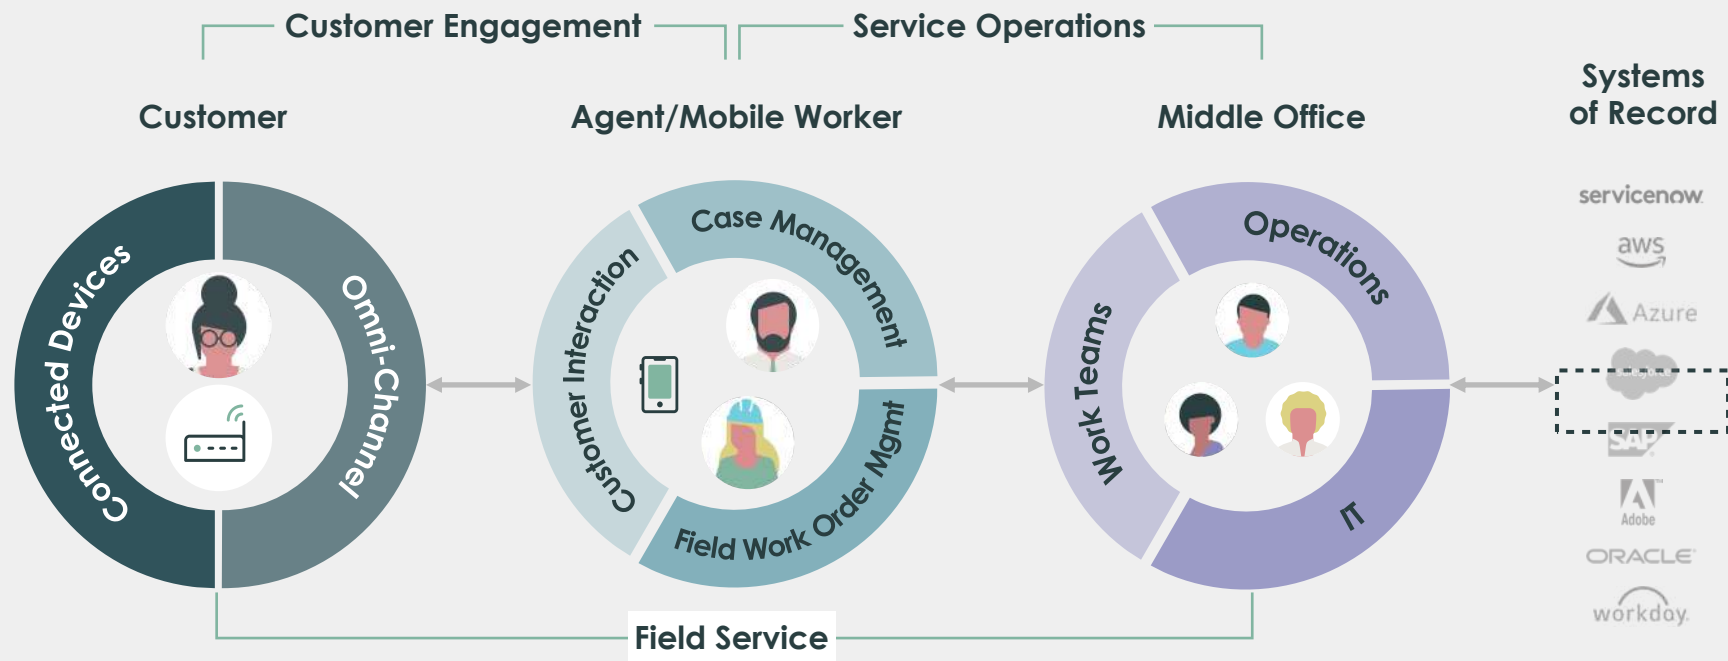 Customer Engagement
Service Operations
Customer
Agent/Mobile Worker
Middle Office
Systems
of Record
Connected Devices
Omni-Channel
Customer Interaction
Case Management
Field Work Order Mgmt
Work Teams
Operations
IT
servicenow
aws
Azure
SAP
Adobe
ORACLE
workday.
Field Service